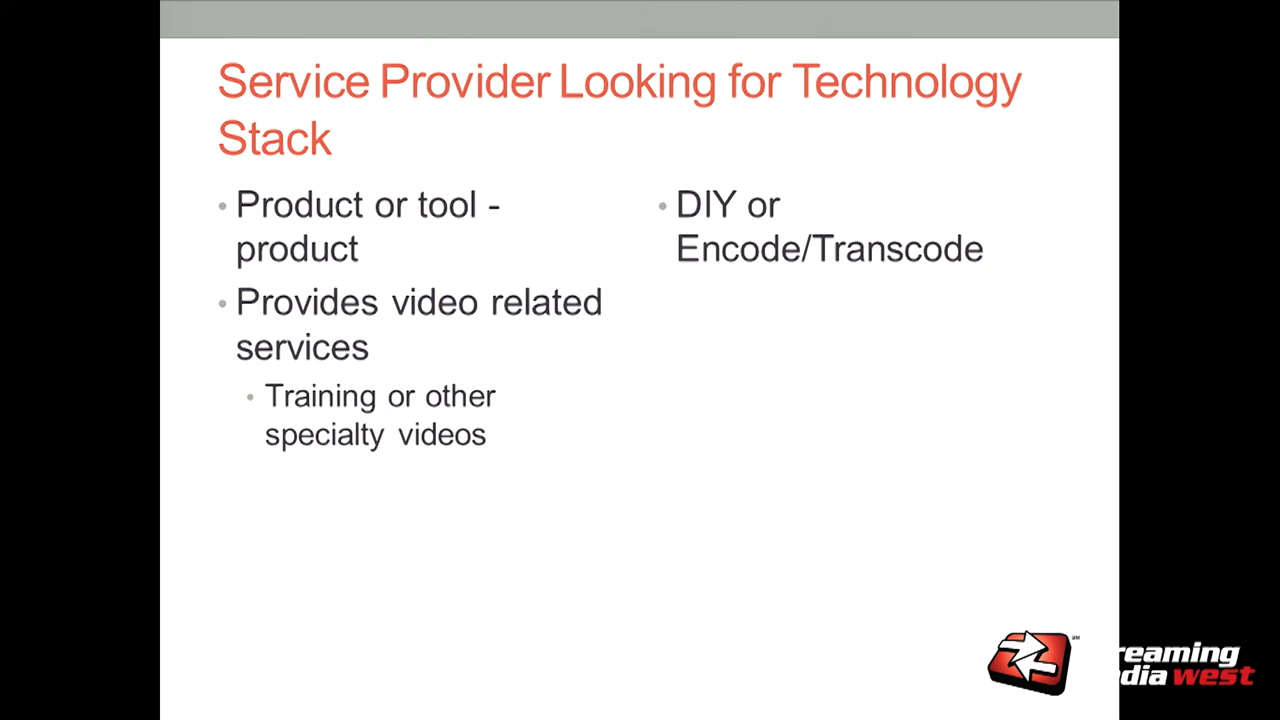 Service Provider Looking for Technology
Stack
• Product or tool -
product
• Provides video related
services
• Training or other
specialty videos
• DIY or
Encode/Transcode
SM
reaming
dia west